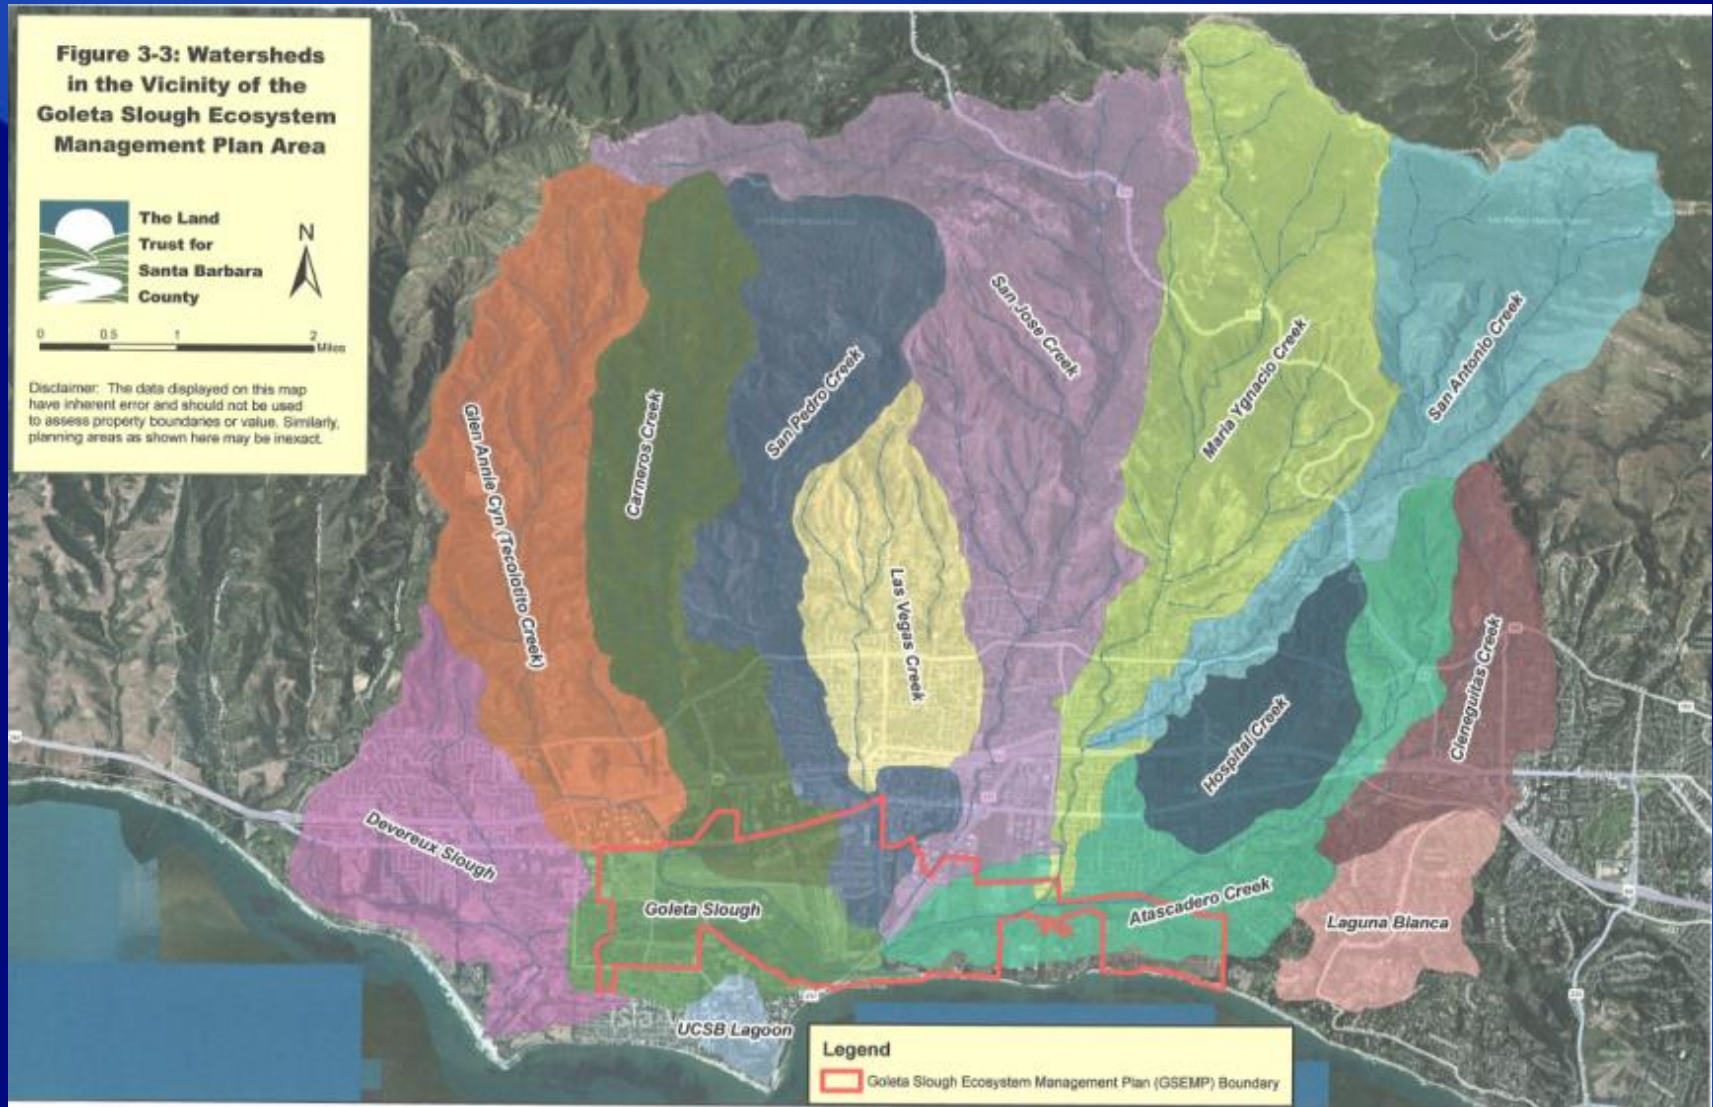 Figure 3-3: Watersheds
in the Vicinity of the
Goleta Slough Ecosystem
Management Plan Area
The Land
Trust for
Santa Barbara
County
N
0 0.5 1 2
Miles
Disclaimer: The data displayed on this map
have inherent error and should not be used
to assess property boundaries or value. Similarly,
planning areas as shown here may be inexact.
Glen Annie Cyn (Tecolotito Creek)
Carneros Creek
San Pedro Creek
Las Vegas Creek
San Jose Creek
Maria Ygnacio Creek
San Antonio Creek
Hospital Creek
Cieneguitas Creek
Devereux Slough
Goleta Slough
Atascadero Creek
Laguna Blanca
UCSB Lagoon
Legend
Goleta Slough Ecosystem Management Plan (GSEMP) Boundary